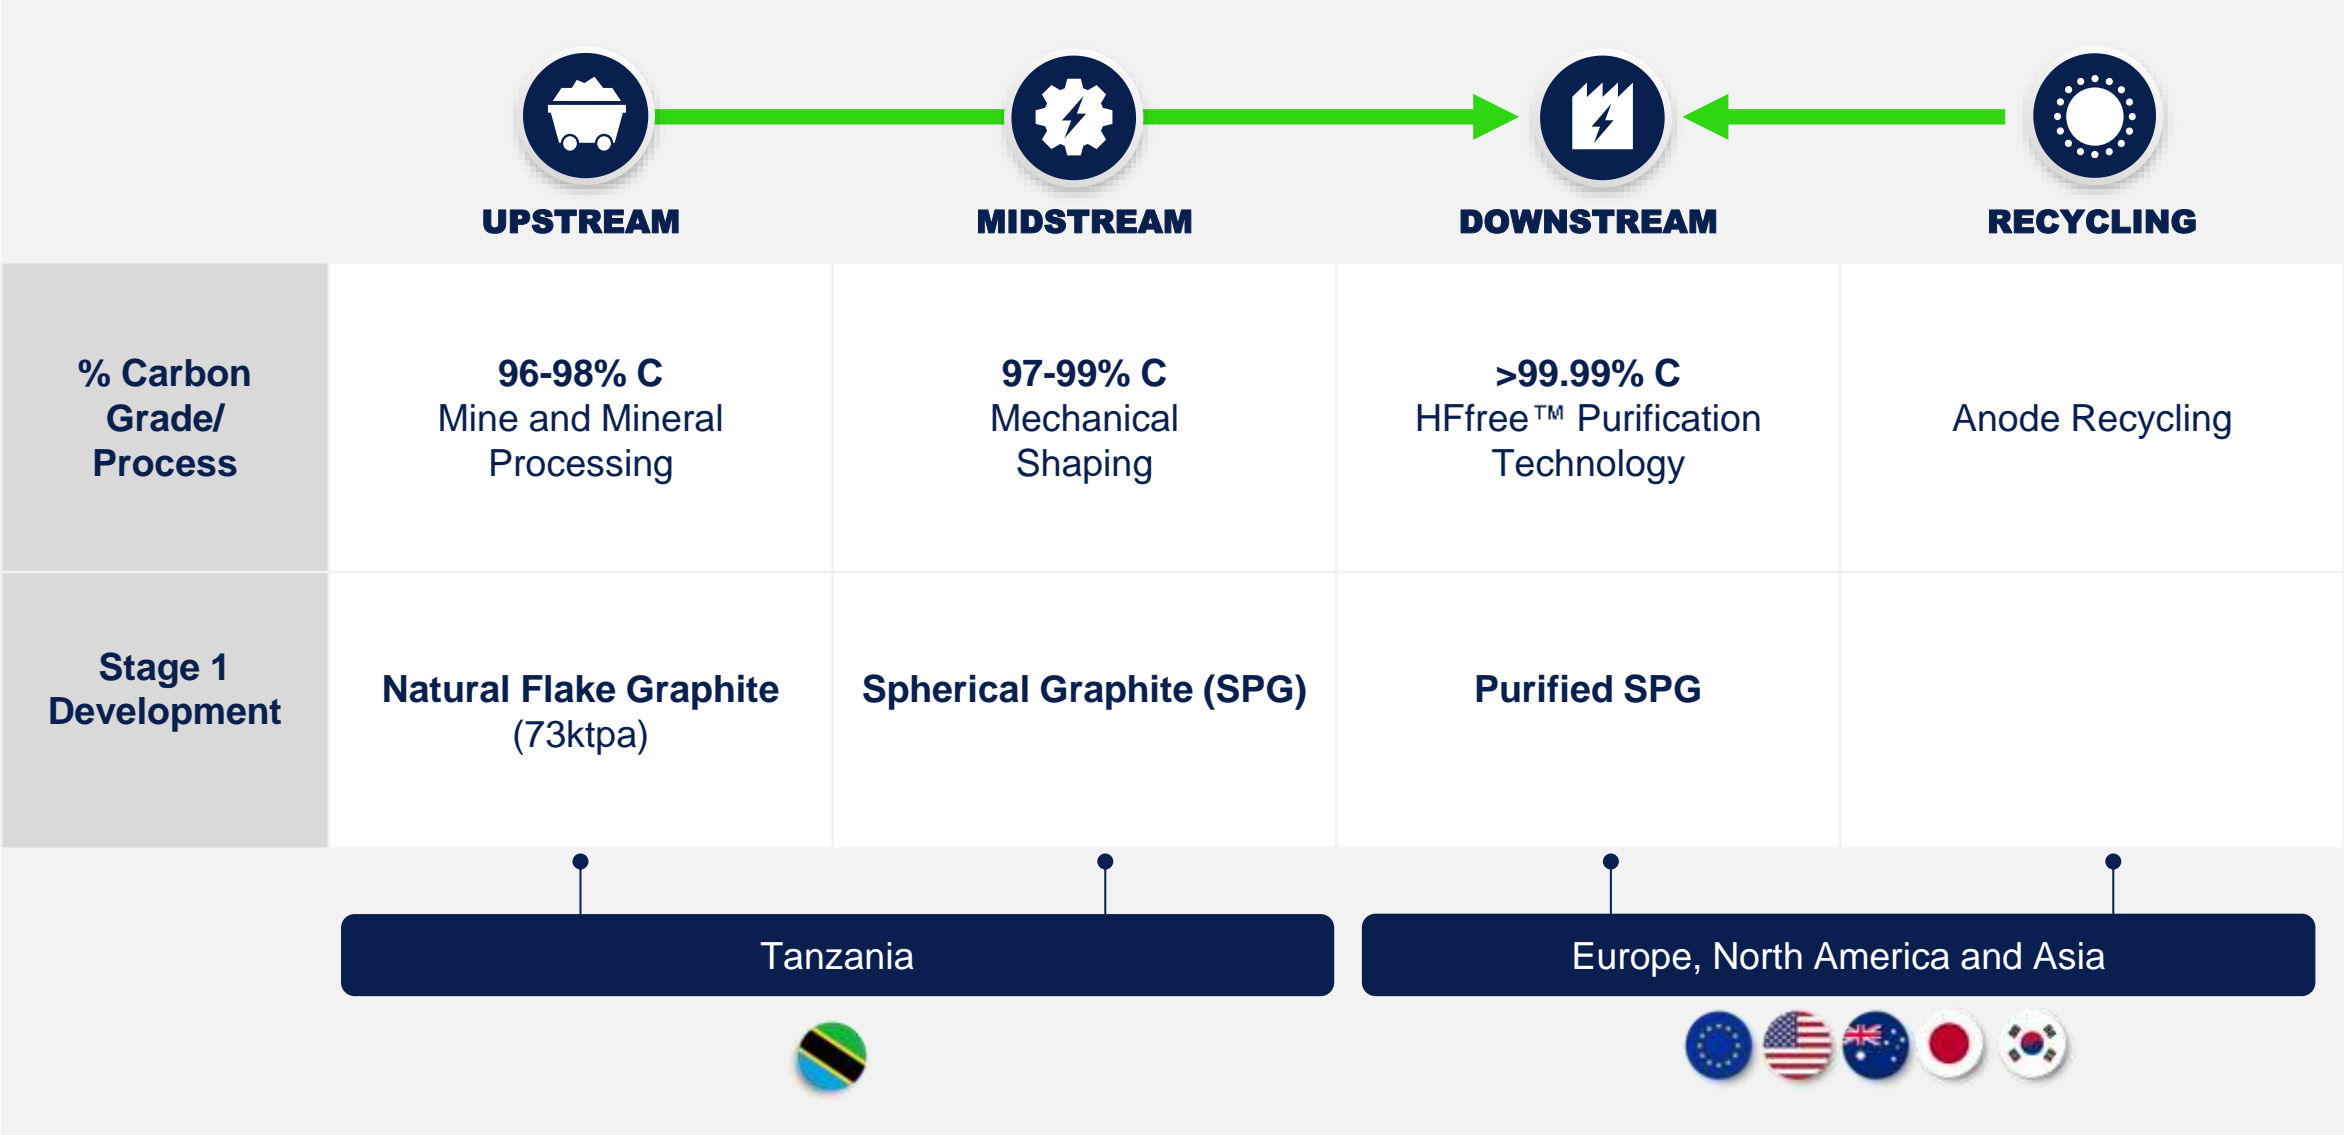 UPSTREAM
MIDSTREAM
DOWNSTREAM
RECYCLING
% Carbon
Grade/
Process
96-98% C
Mine and Mineral
Processing
97-99% C
Mechanical
Shaping
>99.99% C
HFfree™ Purification
Technology
Anode Recycling
Stage 1
Development
Natural Flake Graphite
(73ktpa)
Spherical Graphite (SPG)
Purified SPG
Tanzania
Europe, North America and Asia